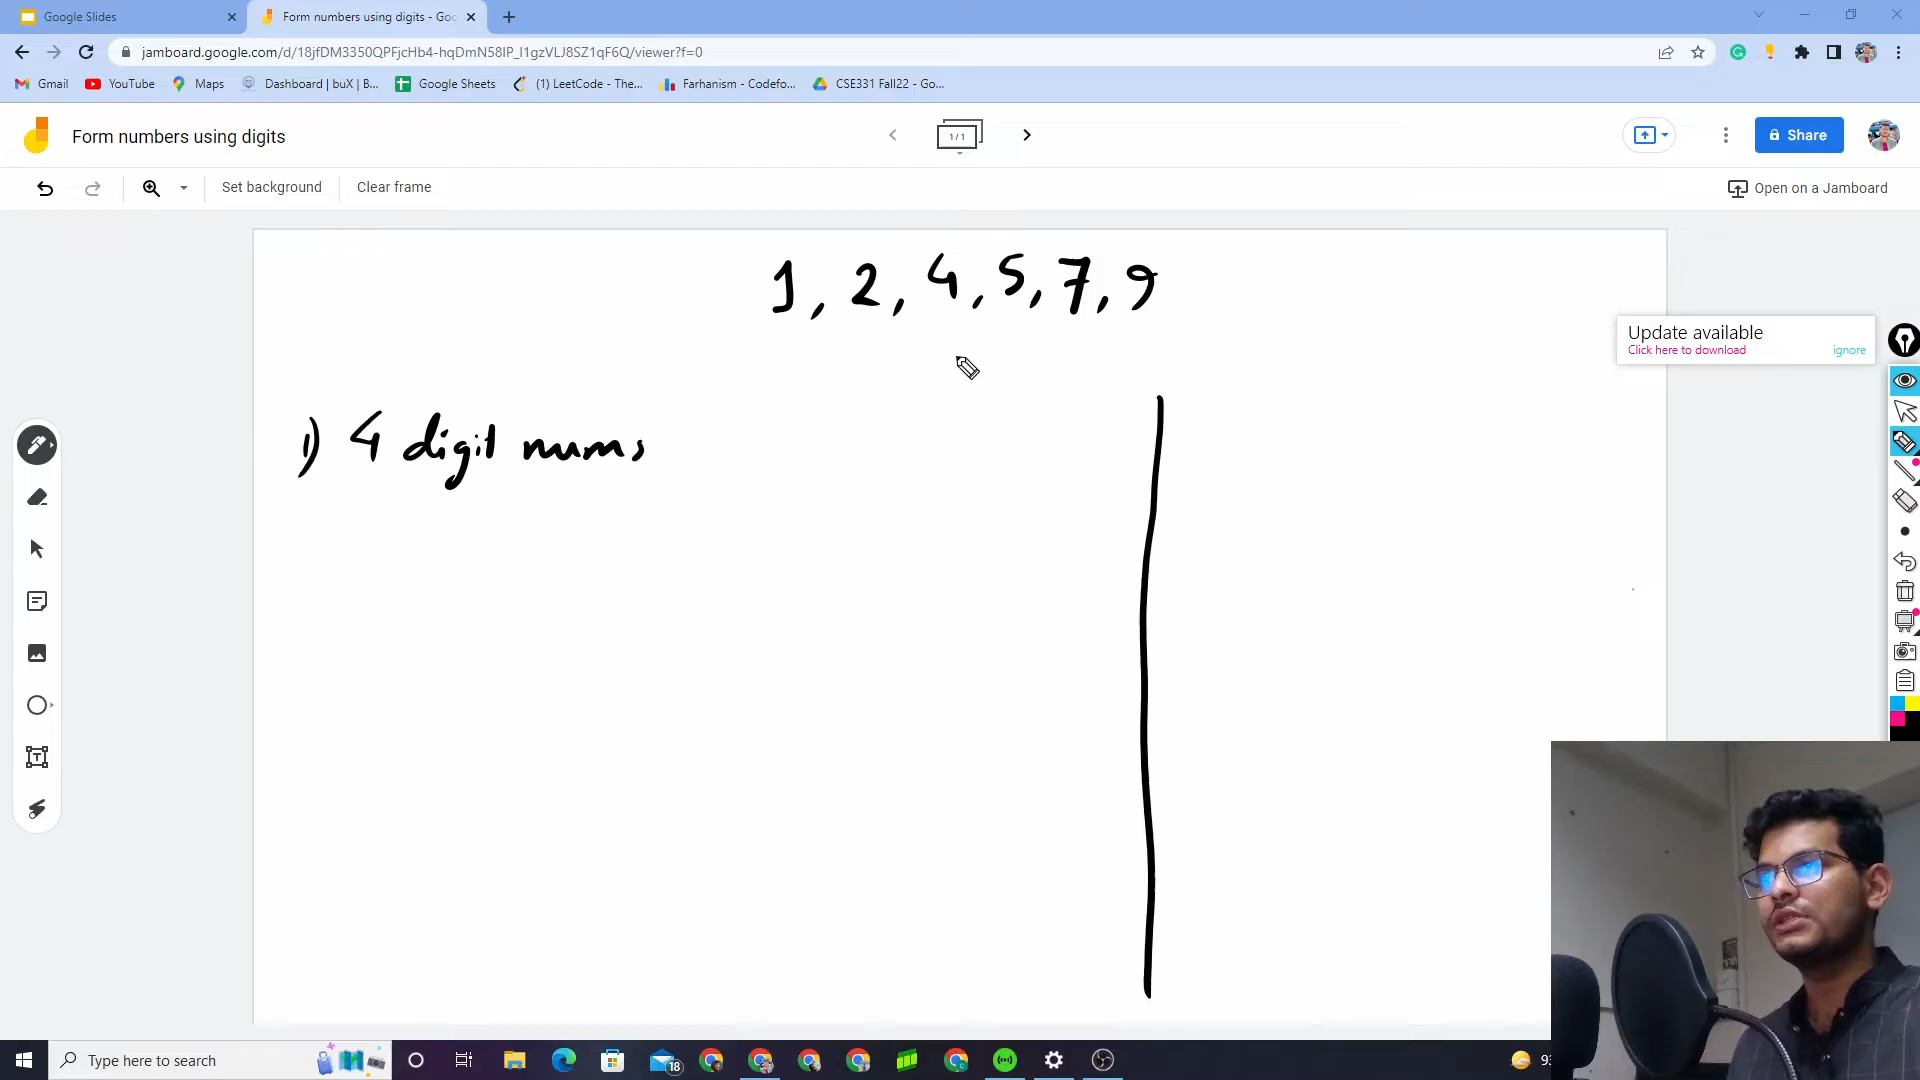 Google Slides
Form numbers using digits - Goo
jamboard.google.com/d/18jfDM3350QPFjcHb4-hqDmN58IP_I1gzVLJ8SZ1qF6Q/viewer?f=0
Gmail YouTube Maps Dashboard | buX | B... Google Sheets (1) LeetCode - The... Farhanism - Codefo... CSE331 Fall22 - Go...
Form numbers using digits
1/1
Share
Set background Clear frame
Open on a Jamboard
1, 2, 4, 5, 7, 9
Update available
Click here to download ignore
1) 4 digit nums
Type here to search
18